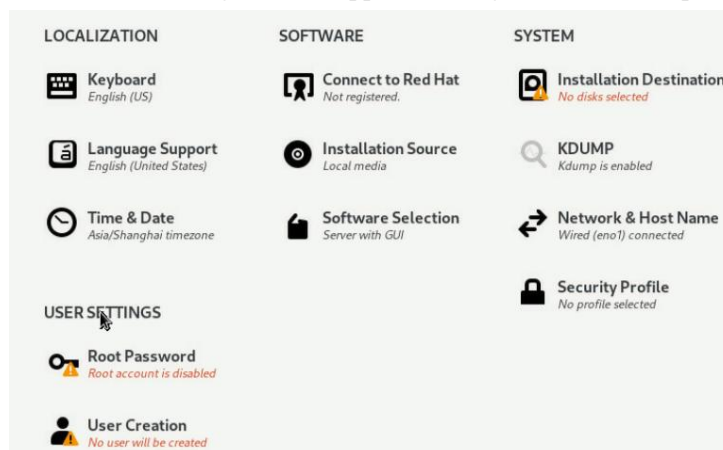 LOCALIZATION
Keyboard
English (US)
Language Support
English (United States)
Time & Date
Asia/Shanghai timezone
SOFTWARE
Connect to Red Hat
Not registered.
Installation Source
Local media
Software Selection
Server with GUI
SYSTEM
Installation Destination
No disks selected
KDUMP
Kdump is enabled
Network & Host Name
Wired (eno1) connected
Security Profile
No profile selected
USER SETTINGS
Root Password
Root account is disabled
User Creation
No user will be created